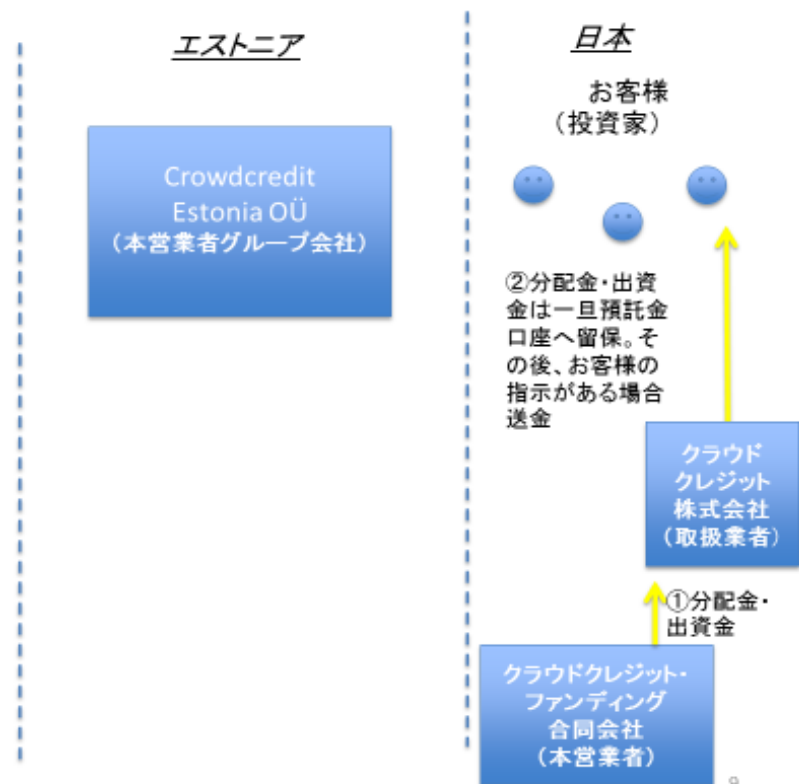 エストニア
日本
お客様
(投資家)
Crowdcredit
Estonia OÜ
(本営業者グループ会社)
②分配金・出資
金は一旦預託金
口座へ留保。そ
の後、お客様の
指示がある場合
送金
クラウド
クレジット
株式会社
(取扱業者)
①分配金・
出資金
クラウドクレジット・
ファンディング
合同会社
(本営業者)
9